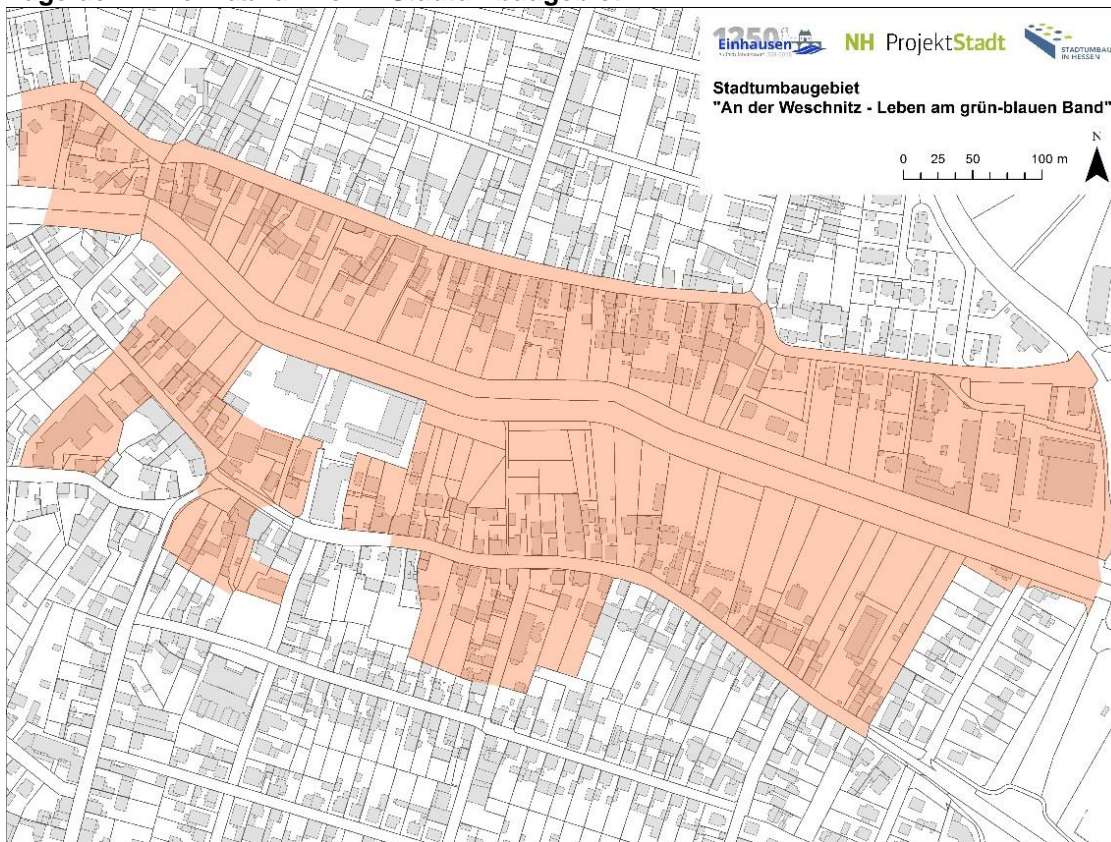 1250
Einhausen
NH ProjektStadt
STADTUMBAU
IN HESSEN
Stadtumbaugebiet
"An der Weschnitz - Leben am grün-blauen Band"
N
0 25 50 100 m